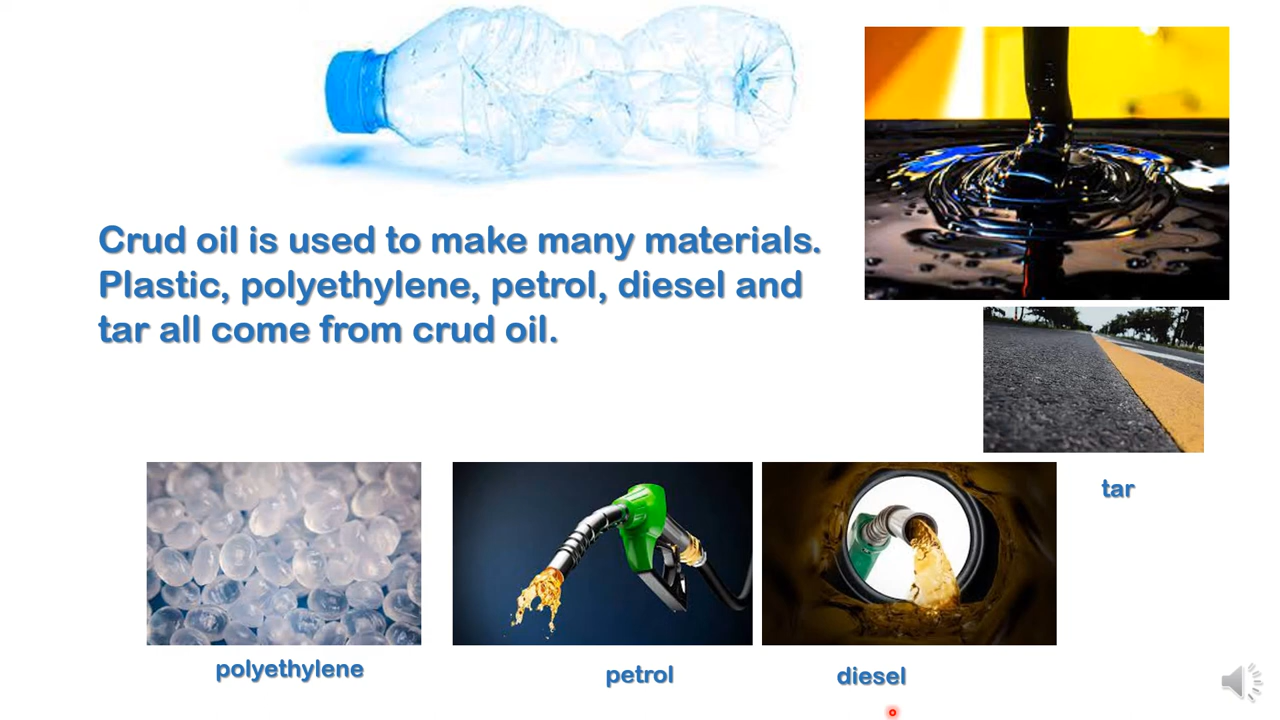 Crud oil is used to make many materials.
Plastic, polyethylene, petrol, diesel and
tar all come from crud oil.
tar
polyethylene
petrol
diesel